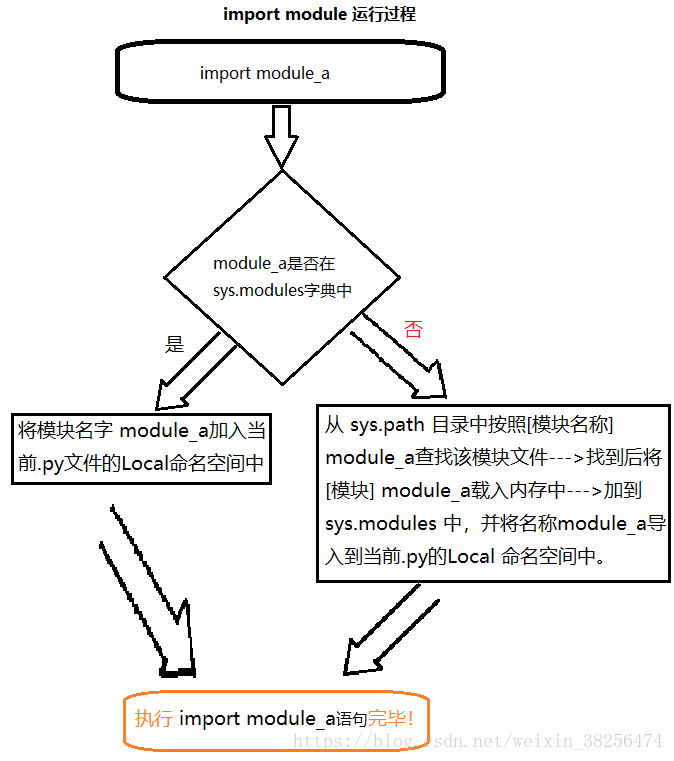 import module 运行过程
import module_a
module_a是否在
sys.modules字典中
是
否
将模块名字 module_a加入当
前.py文件的Local命名空间中
从 sys.path 目录中按照[模块名称]
module_a查找该模块文件--->找到后将
[模块] module_a载入内存中--->加到
sys.modules 中，并将名称module_a导
入到当前.py的Local 命名空间中。
执行 import module_a语句完毕！
https://blog.csdn.net/weixin_38256474